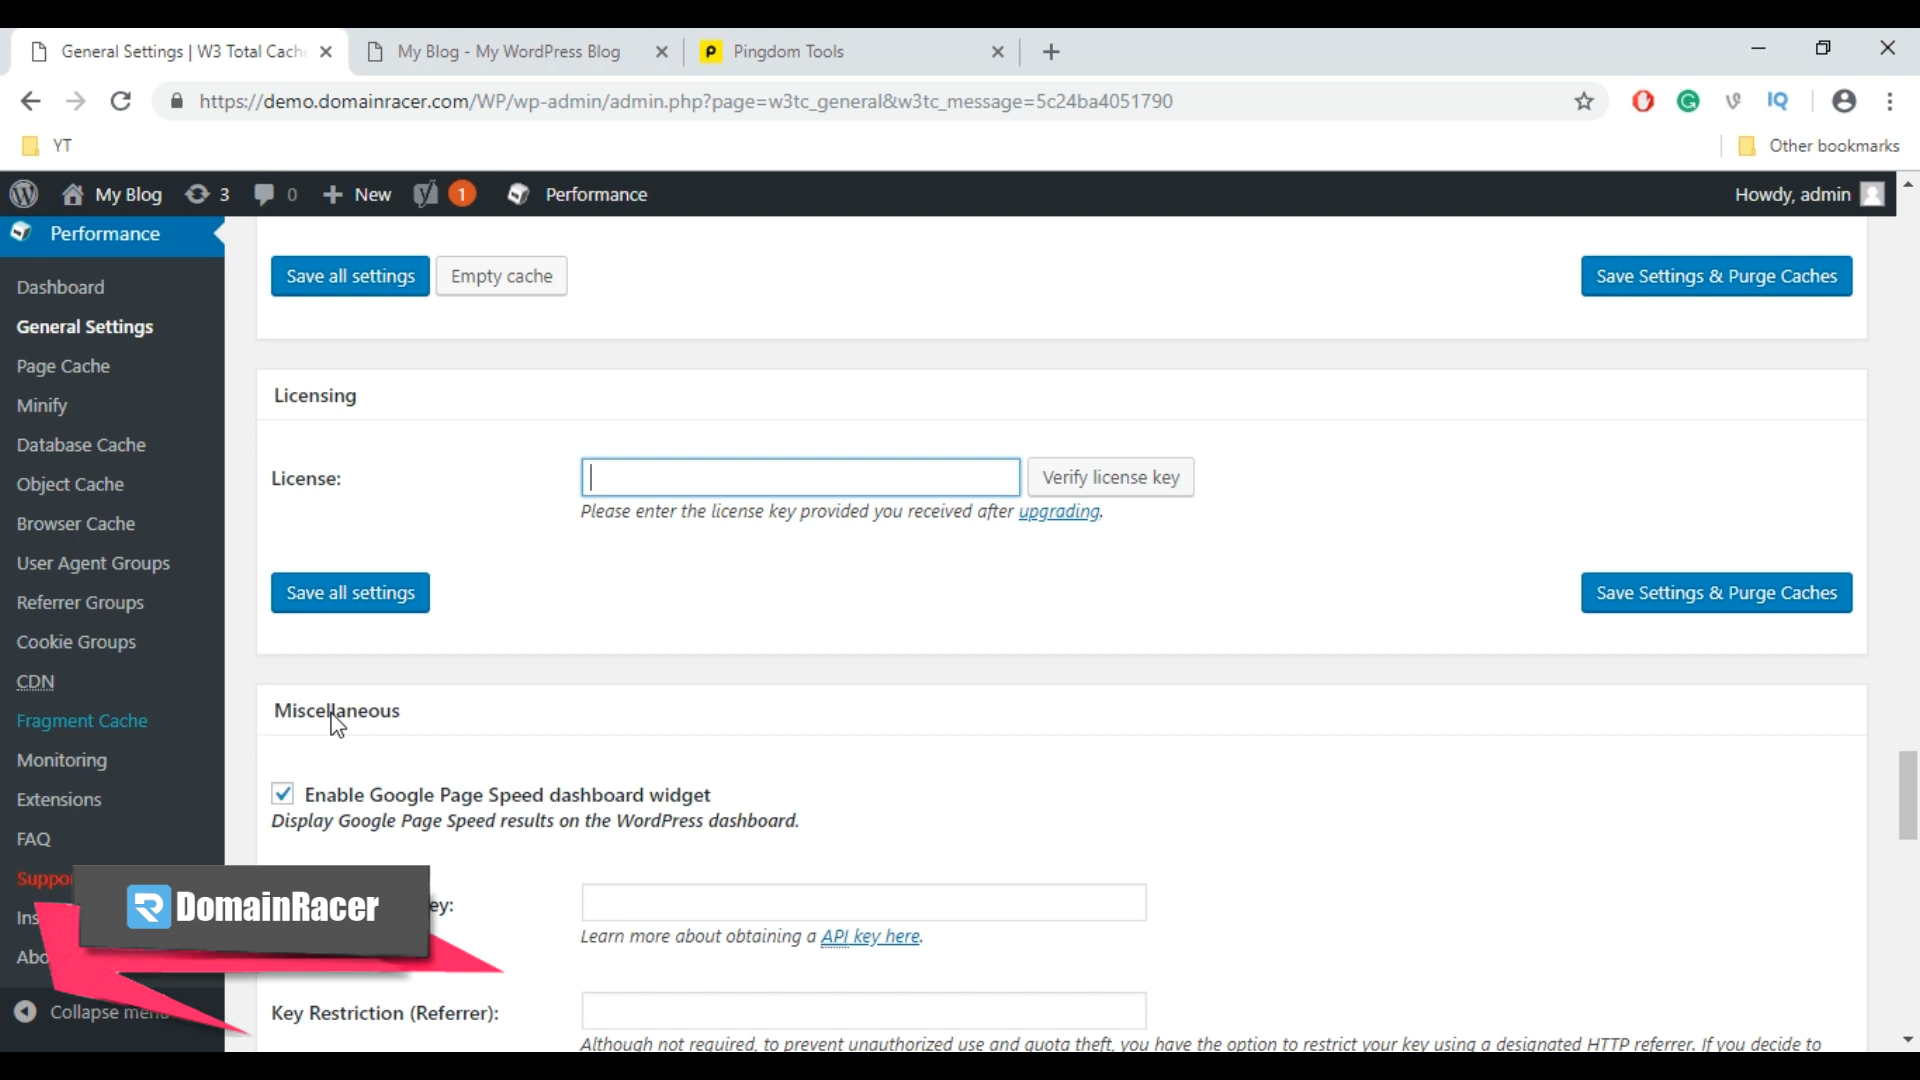 General Settings | W3 Total Cach
My Blog - My WordPress Blog
Pingdom Tools
https://demo.domainracer.com/WP/wp-admin/admin.php?page=w3tc_general&w3tc_message=5c24ba4051790
IQ
YT
Other bookmarks
My Blog
3
0
New
1
Performance
Howdy, admin
Performance
Dashboard
General Settings
Page Cache
Minify
Database Cache
Object Cache
Browser Cache
User Agent Groups
Referrer Groups
Cookie Groups
CDN
Fragment Cache
Monitoring
Extensions
FAQ
Suppo
Ins
Abo
Collapse menu
Save all settings
Empty cache
Save Settings & Purge Caches
Licensing
License:
Verify license key
Please enter the license key provided you received after upgrading.
Save all settings
Save Settings & Purge Caches
Miscellaneous
Enable Google Page Speed dashboard widget
Display Google Page Speed results on the WordPress dashboard.
ey:
Learn more about obtaining a API key here.
Key Restriction (Referrer):
Although not required, to prevent unauthorized use and quota theft, you have the option to restrict your key using a designated HTTP referrer. If you decide to
DomainRacer